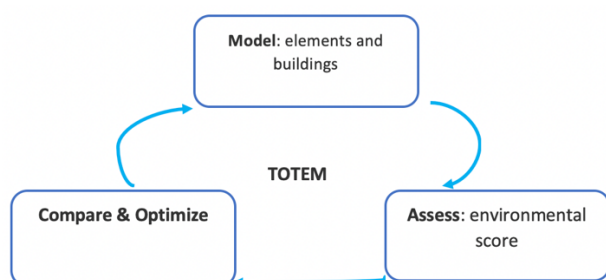 Model: elements and
buildings
TOTEM
Compare & Optimize
Assess: environmental
score